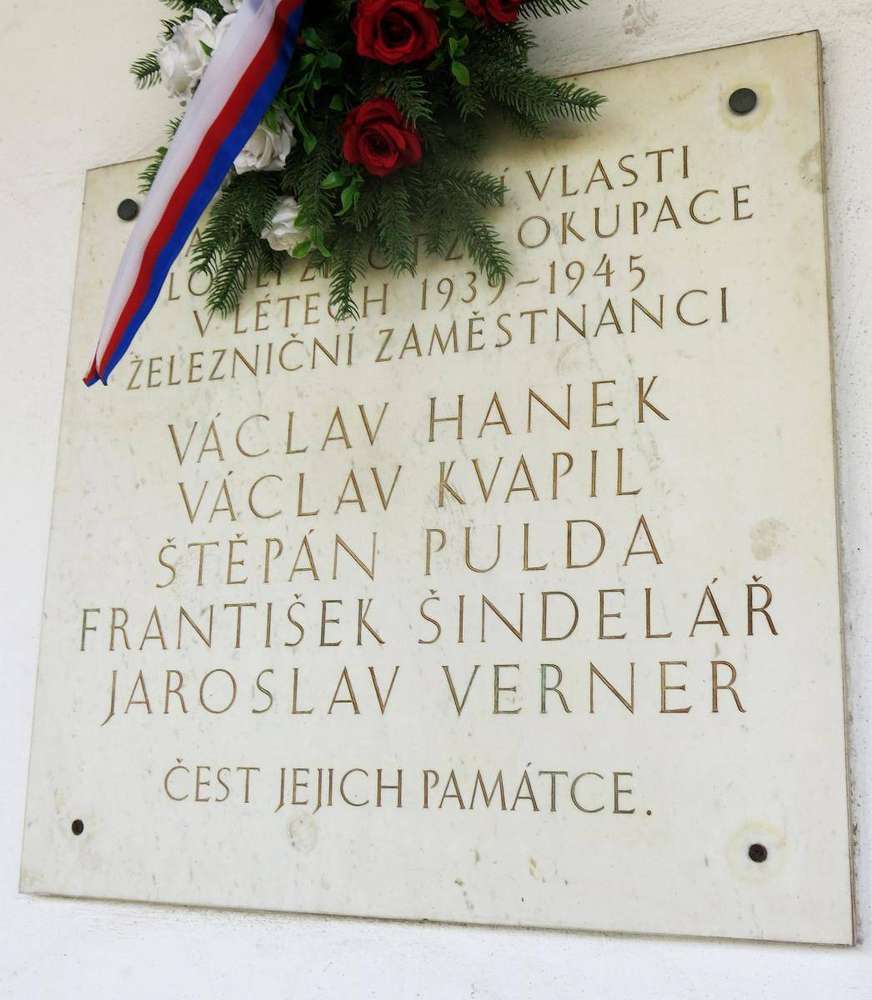 VLASTI
OKUPACE
V LÉTECH 1939-1945
ŽELEZNIČNÍ ZAMĚSTNANCI
VÁCLAV HANEK
VÁCLAV KVAPIL
ŠTĚPÁN PULDA
FRANTIŠEK ŠINDELÁŘ
JAROSLAV VERNER
ČEST JEJICH PAMÁTCE.